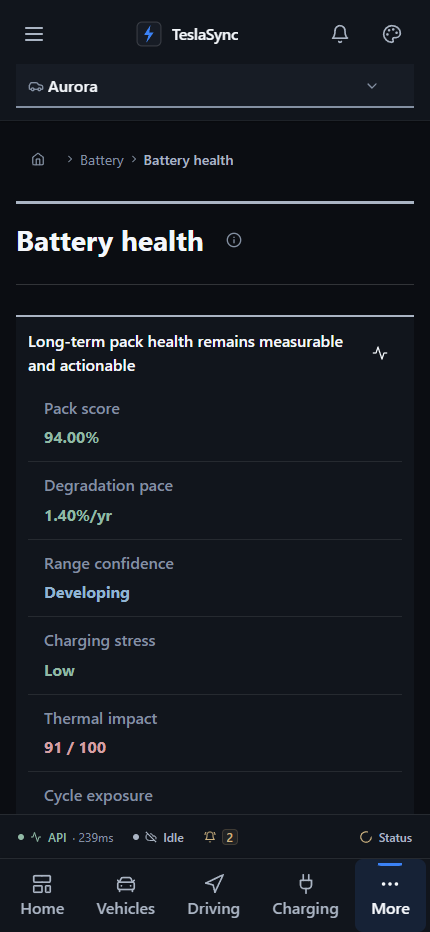 TeslaSync
Aurora
Battery
Battery health
Battery health
Long-term pack health remains measurable
and actionable
Pack score
94.00%
Degradation pace
1.40%/yr
Range confidence
Developing
Charging stress
Low
Thermal impact
91 / 100
Cycle exposure
API · 239ms
Idle
2
Status
Home
Vehicles
Driving
Charging
More